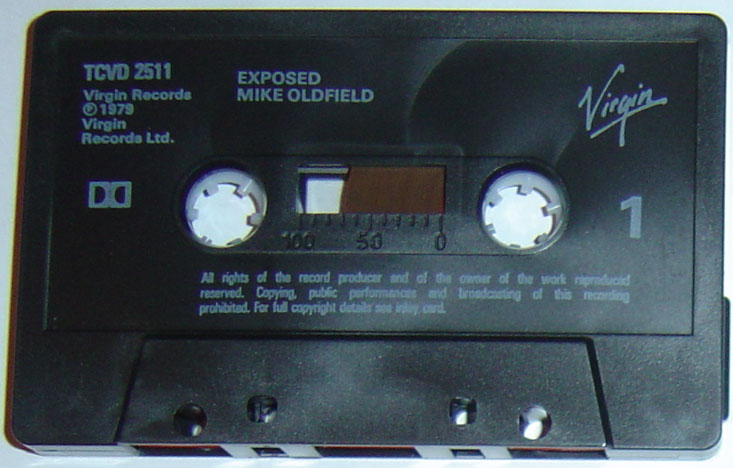 TCVD 2511
Virgin Records
℗ 1979
Virgin
Records Ltd.
EXPOSED
MIKE OLDFIELD
Virgin
1
100 50 0
All rights of the record producer and of the owner of the work reproduced
reserved. Copying, public performances and broadcasting of this recording
prohibited. For full copyright details see inlay card.